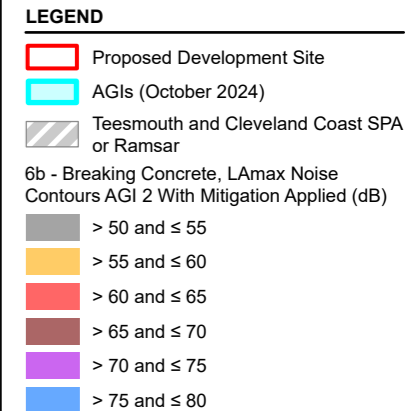 LEGEND
Proposed Development Site
AGIs (October 2024)
Teesmouth and Cleveland Coast SPA
or Ramsar
6b - Breaking Concrete, LAmax Noise
Contours AGI 2 With Mitigation Applied (dB)
> 50 and ≤ 55
> 55 and ≤ 60
> 60 and ≤ 65
> 65 and ≤ 70
> 70 and ≤ 75
> 75 and ≤ 80